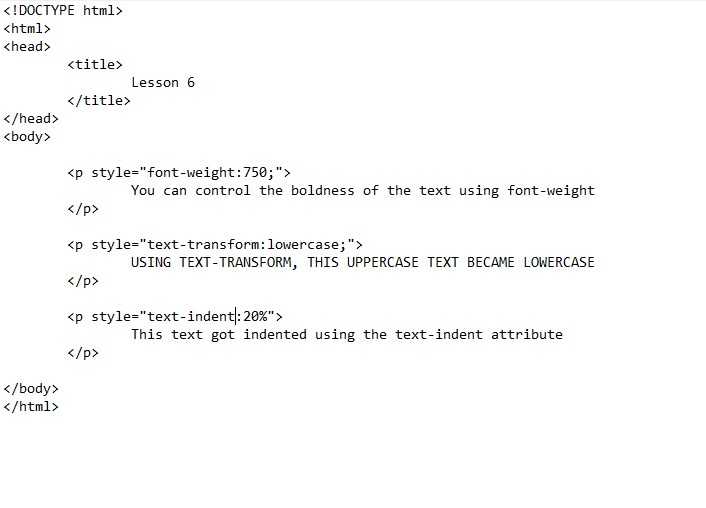 <!DOCTYPE html>
<html>
<head>
        <title>
                Lesson 6
        </title>
</head>
<body>

        <p style="font-weight:750;">
                You can control the boldness of the text using font-weight
        </p>

        <p style="text-transform:lowercase;">
                USING TEXT-TRANSFORM, THIS UPPERCASE TEXT BECAME LOWERCASE
        </p>

        <p style="text-indent:20%">
                This text got indented using the text-indent attribute
        </p>

</body>
</html>